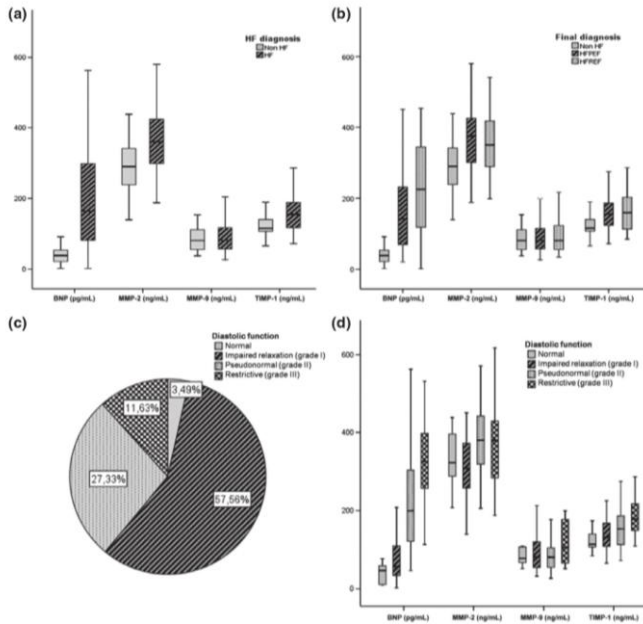 (a)
HF diagnosis
Non HF
HF
600
400
200
0
BNP (pg/mL) MMP-2 (ng/mL) MMP-9 (ng/mL) TIMP-1 (ng/mL)
(b)
Final diagnosis
Non HF
HFPEF
HFREF
600
400
200
0
BNP (pg/mL) MMP-2 (ng/mL) MMP-9 (ng/mL) TIMP-1 (ng/mL)
(c)
Diastolic function
Normal
Impaired relaxation (grade I)
Pseudonormal (grade II)
Restrictive (grade III)
3,49%
11,63%
27,33%
57,56%
(d)
Diastolic function
Normal
Impaired relaxation (grade I)
Pseudonormal (grade II)
Restrictive (grade III)
600
400
200
0
BNP (pg/mL) MMP-2 (ng/mL) MMP-9 (ng/mL) TIMP-1 (ng/mL)